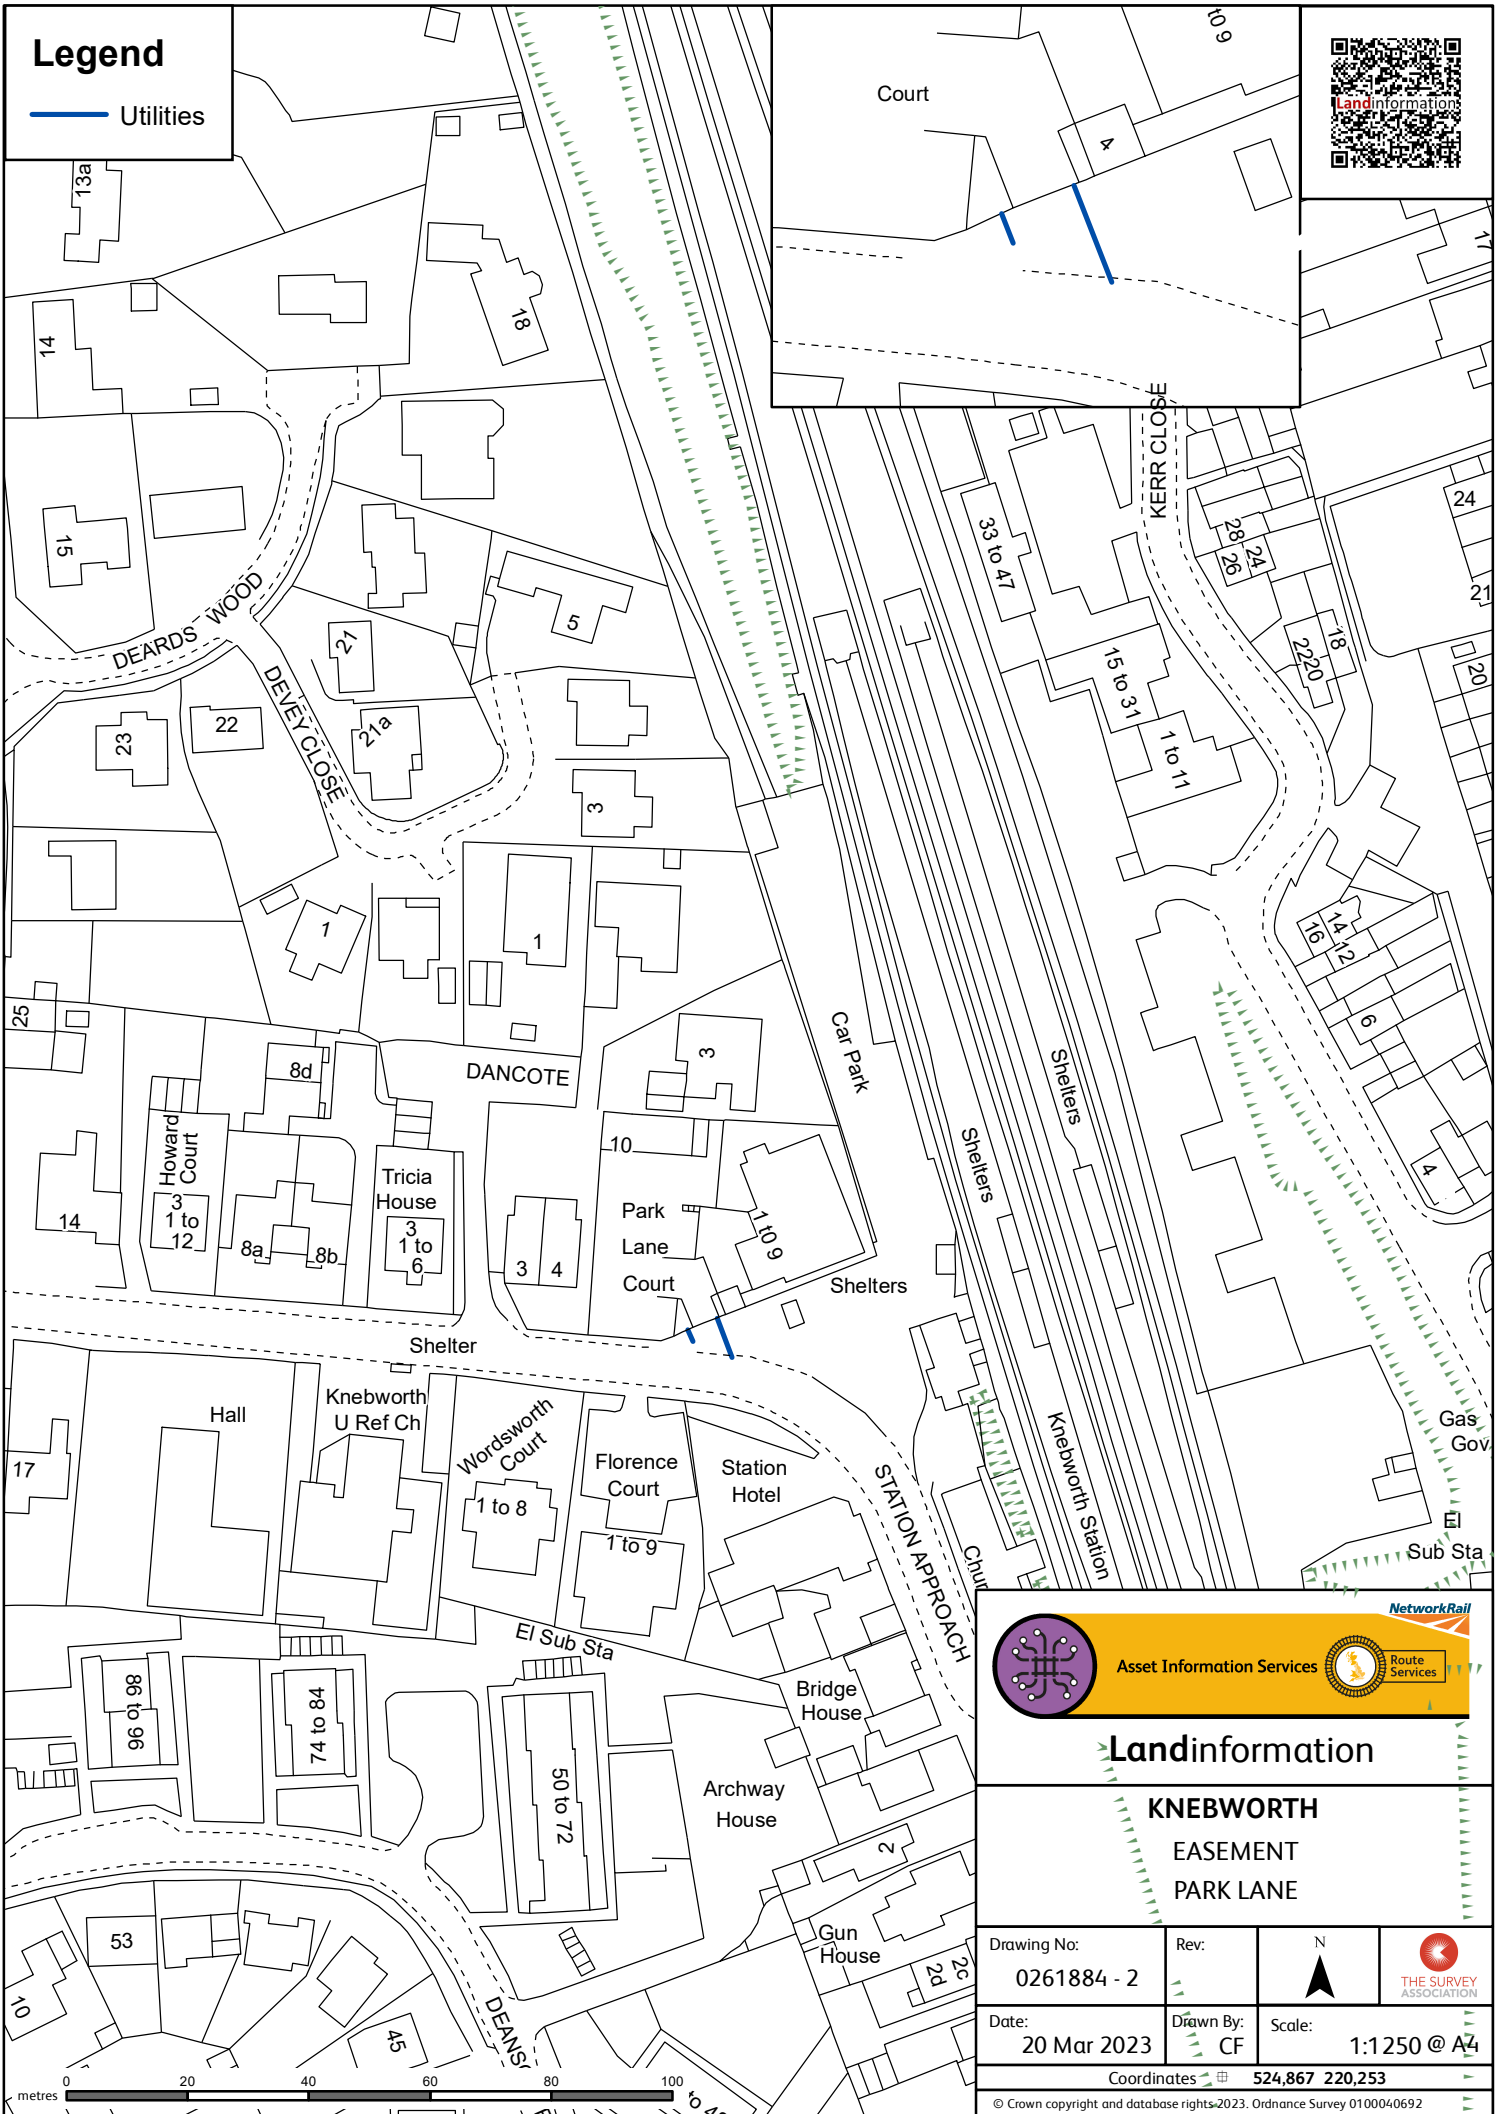 Legend
Utilities
Court
4
to 9
Landinformation
13a
14
18
17
KERR CLOSE
15
33 to 47
28
24
26
24
21
DEARDS WOOD
21
5
18
22
20
20
DEVEY CLOSE
15 to 31
23
22
21a
1 to 11
3
1
1
16
14
12
25
Car Park
6
8d
DANCOTE
3
Shelters
Howard
Court
10
Shelters
4
14
3
1 to
12
8a
8b
Tricia
House
3
1 to
6
3
4
Park
Lane
Court
1 to 9
Shelters
Shelter
Hall
Knebworth
U Ref Ch
Wordsworth
Court
1 to 8
Florence
Court
1 to 9
Station
Hotel
STATION APPROACH
Knebworth Station
Gas
Gov
17
El
Sub Sta
El Sub Sta
86 to 96
74 to 84
50 to 72
Bridge
House
Archway
House
2
Gun
House
2d
2c
53
10
45
metres
0
20
40
60
80
100
NetworkRail
Asset Information Services
Route
Services
Landinformation
KNEBWORTH
EASEMENT
PARK LANE
Drawing No:
0261884 - 2
Rev:
N
THE SURVEY
ASSOCIATION
Date:
20 Mar 2023
Drawn By:
CF
Scale:
1:1250 @ A4
Coordinates 524,867 220,253
© Crown copyright and database rights 2023. Ordnance Survey 0100040692